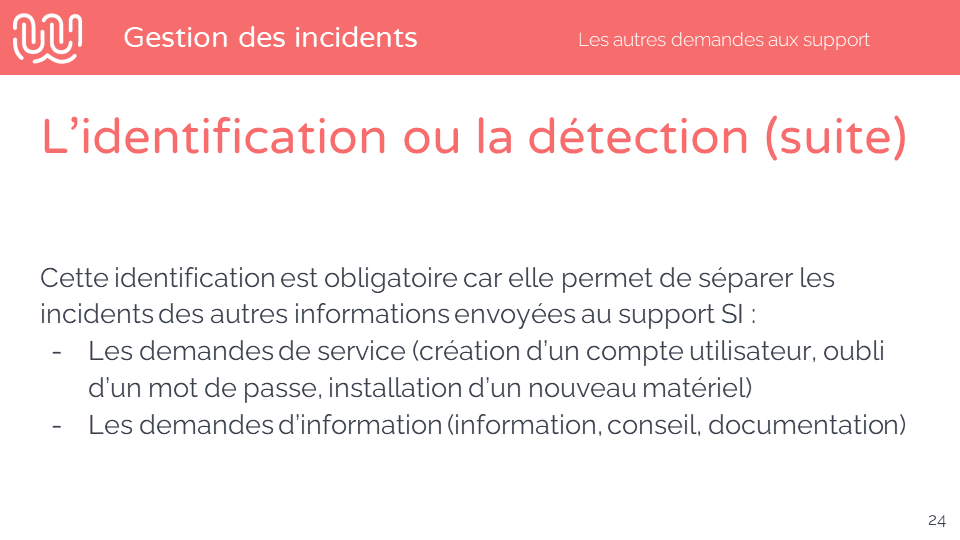 Gestion des incidents
Les autres demandes aux support
L’identification ou la détection (suite)
Cette identification est obligatoire car elle permet de séparer les
incidents des autres informations envoyées au support SI :
- Les demandes de service (création d’un compte utilisateur, oubli
d’un mot de passe, installation d’un nouveau matériel)
- Les demandes d’information (information, conseil, documentation)
24